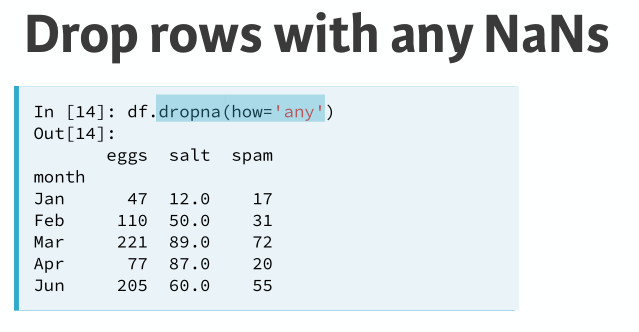 Drop rows with any NaNs
In [14]: df.dropna(how='any')
Out[14]:
       eggs  salt  spam
month
Jan      47  12.0    17
Feb     110  50.0    31
Mar     221  89.0    72
Apr      77  87.0    20
Jun     205  60.0    55